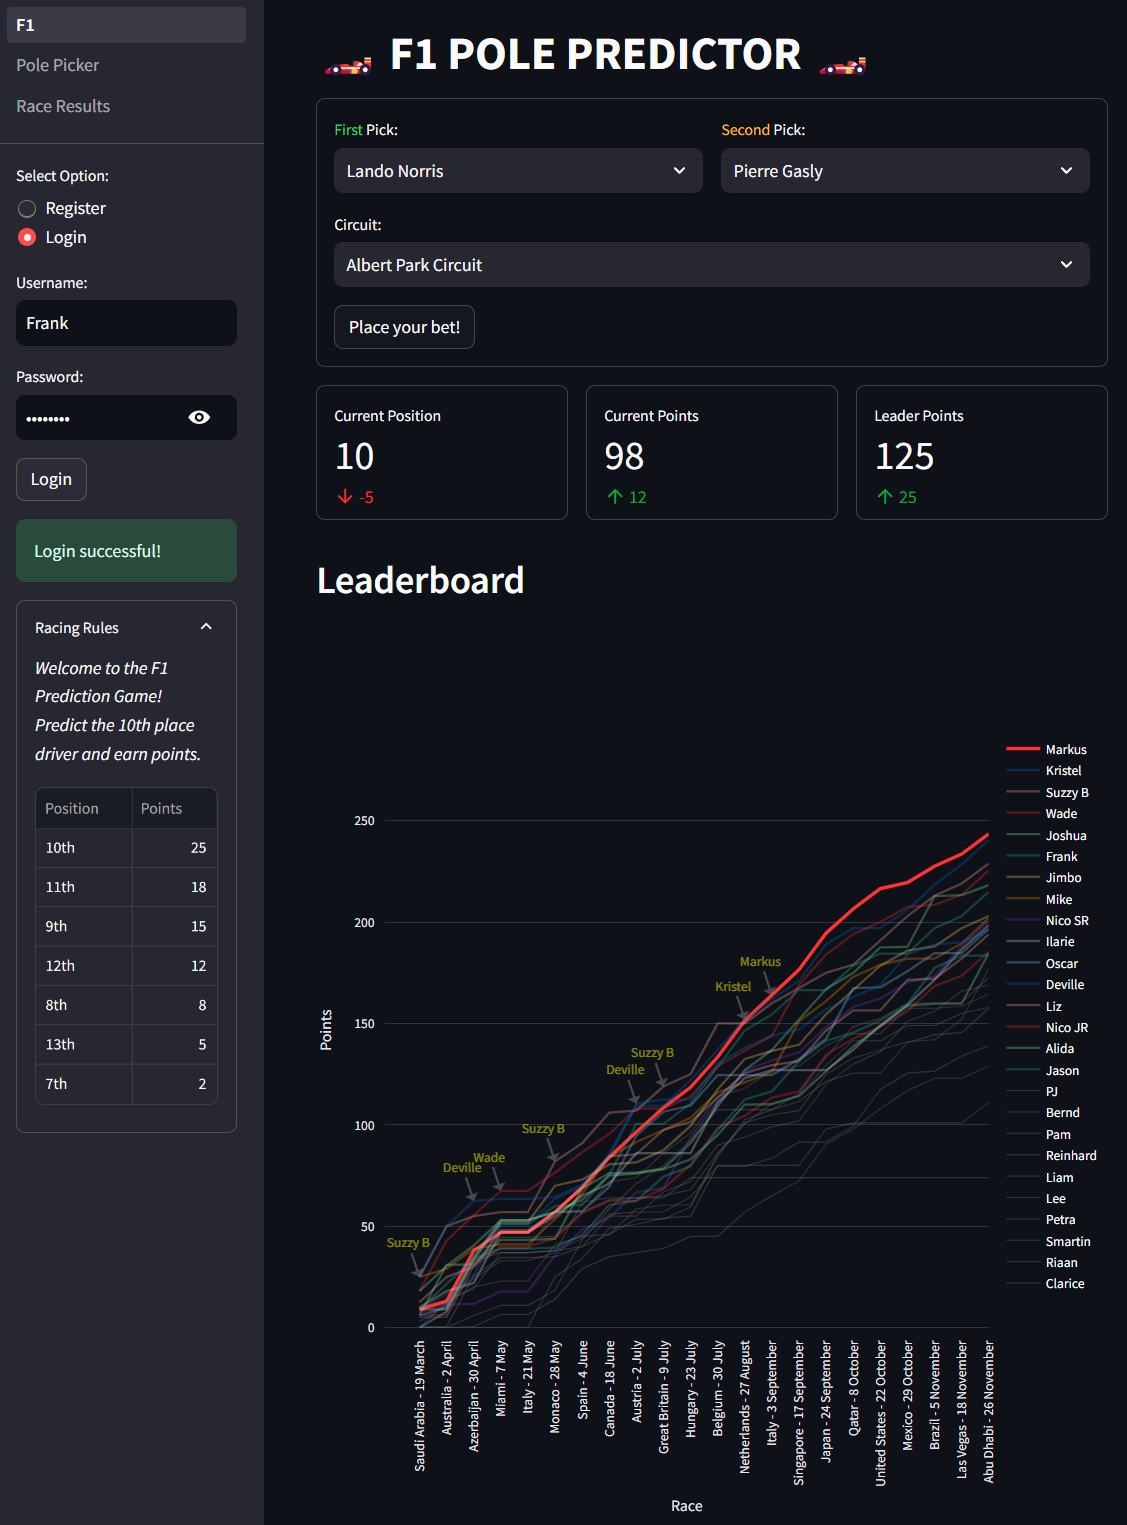 F1
Pole Picker
Race Results
Select Option:
Register
Login
Username:
Frank
Password:
••••••••
Login
Login successful!
Racing Rules
Welcome to the F1
Prediction Game!
Predict the 10th place
driver and earn points.
Position Points
10th 25
11th 18
9th 15
12th 12
8th 8
13th 5
7th 2
F1 POLE PREDICTOR
First Pick:
Lando Norris
Second Pick:
Pierre Gasly
Circuit:
Albert Park Circuit
Place your bet!
Current Position
10
-5
Current Points
98
12
Leader Points
125
25
Leaderboard
Points
250
200
150
100
50
0
Suzzy B
Deville
Wade
Suzzy B
Deville
Suzzy B
Kristel
Markus
Saudi Arabia - 19 March
Australia - 2 April
Azerbaijan - 30 April
Miami - 7 May
Italy - 21 May
Monaco - 28 May
Spain - 4 June
Canada - 18 June
Austria - 2 July
Great Britain - 9 July
Hungary - 23 July
Belgium - 30 July
Netherlands - 27 August
Italy - 3 September
Singapore - 17 September
Japan - 24 September
Qatar - 8 October
United States - 22 October
Mexico - 29 October
Brazil - 5 November
Las Vegas - 18 November
Abu Dhabi - 26 November
Race
Markus
Kristel
Suzzy B
Wade
Joshua
Frank
Jimbo
Mike
Nico SR
Ilarie
Oscar
Deville
Liz
Nico JR
Alida
Jason
PJ
Bernd
Pam
Reinhard
Liam
Lee
Petra
Smartin
Riaan
Clarice